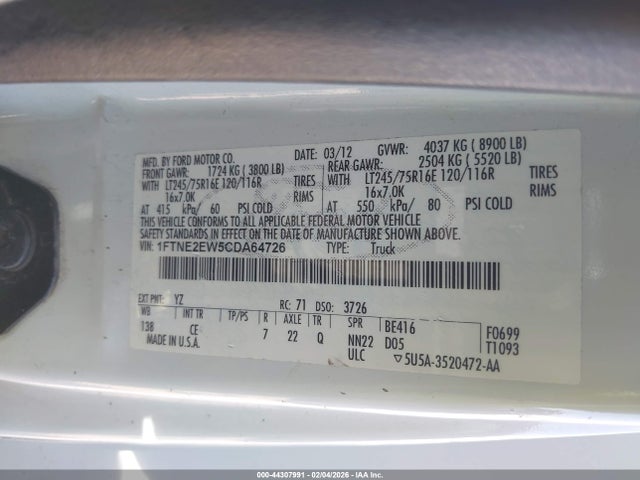 MFD. BY FORD MOTOR CO.
DATE: 03/12 GVWR: 4037 KG ( 8900 LB)
FRONT GAWR: 1724 KG ( 3800 LB) REAR GAWR: 2504 KG ( 5520 LB)
WITH LT245/75R16E 120/116R TIRES WITH LT245/75R16E 120/116R TIRES
16x7.0K RIMS 16x7.0K RIMS
AT 415 kPa/ 60 PSI COLD AT 550 kPa/ 80 PSI COLD
THIS VEHICLE CONFORMS TO ALL APPLICABLE FEDERAL MOTOR VEHICLE
STANDARD IN EFFECT ON THE DATE OF MANUFACTURE SHOWN ABOVE.
VIN: 1FTNE2EW5CDA64726 TYPE: Truck
EXT PNT: YZ RC: 71 DSO: 3726
WB INT TR TP/PS R AXLE TR SPR BE416 F0699
138 CE 7 22 Q NN22 D05 T1093
MADE IN U.S.A. ULC ▽5U5A-3520472-AA
000-44307991 - 02/04/2026 - IAAHC